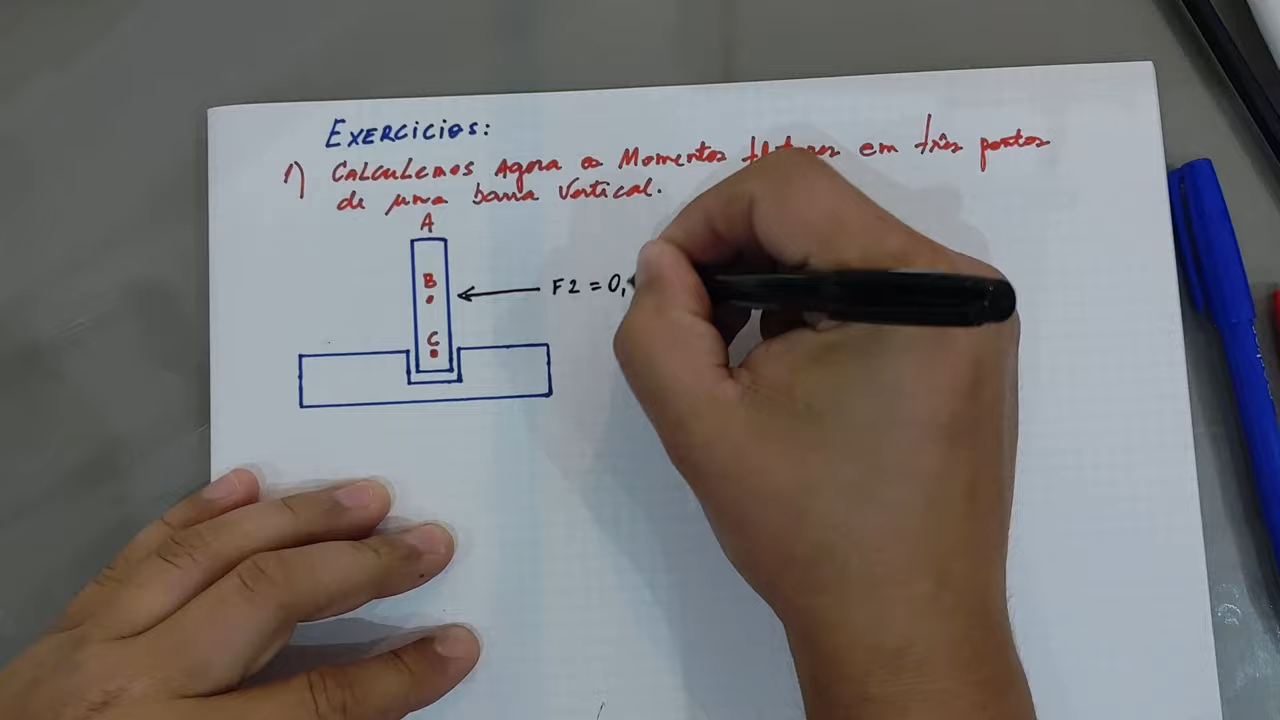 EXERCICIOS:
1) CALCULEMOS AGORA os Momentos em três pontos
de uma barra vertical.
A
B
F2 = 0,
C